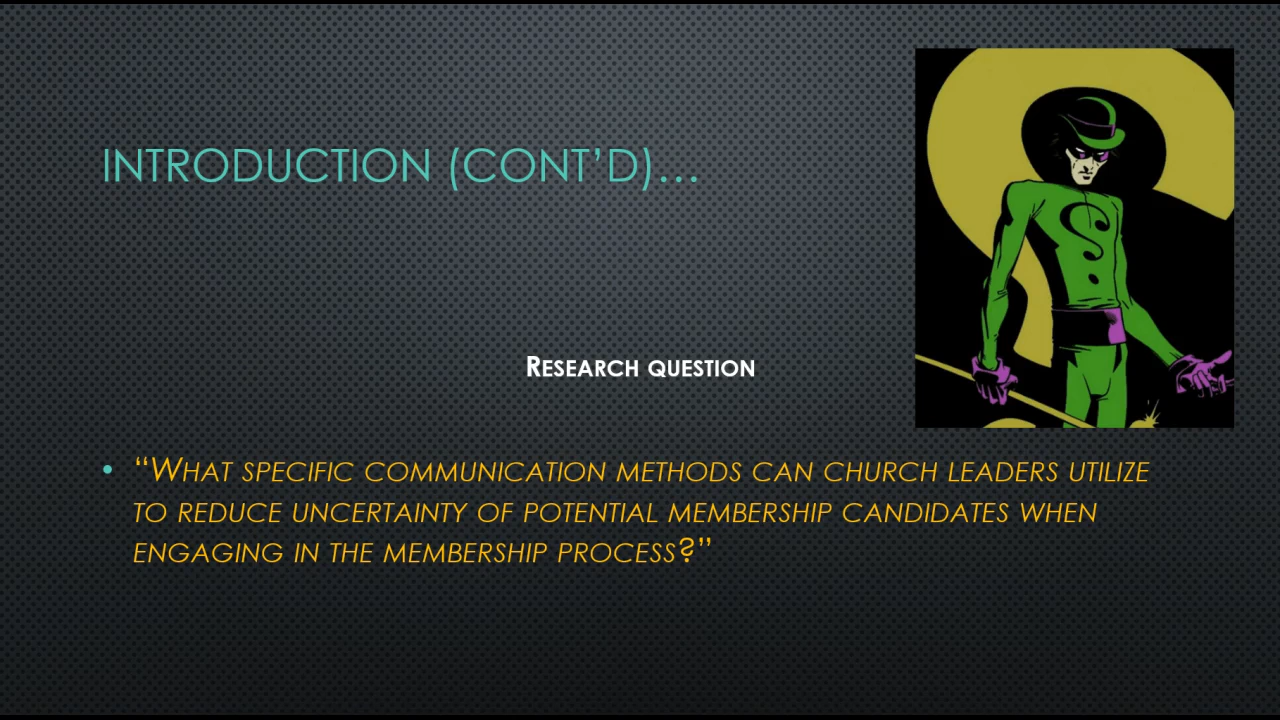 INTRODUCTION (CONT’D)…
RESEARCH QUESTION
• “WHAT SPECIFIC COMMUNICATION METHODS CAN CHURCH LEADERS UTILIZE
TO REDUCE UNCERTAINTY OF POTENTIAL MEMBERSHIP CANDIDATES WHEN
ENGAGING IN THE MEMBERSHIP PROCESS?”